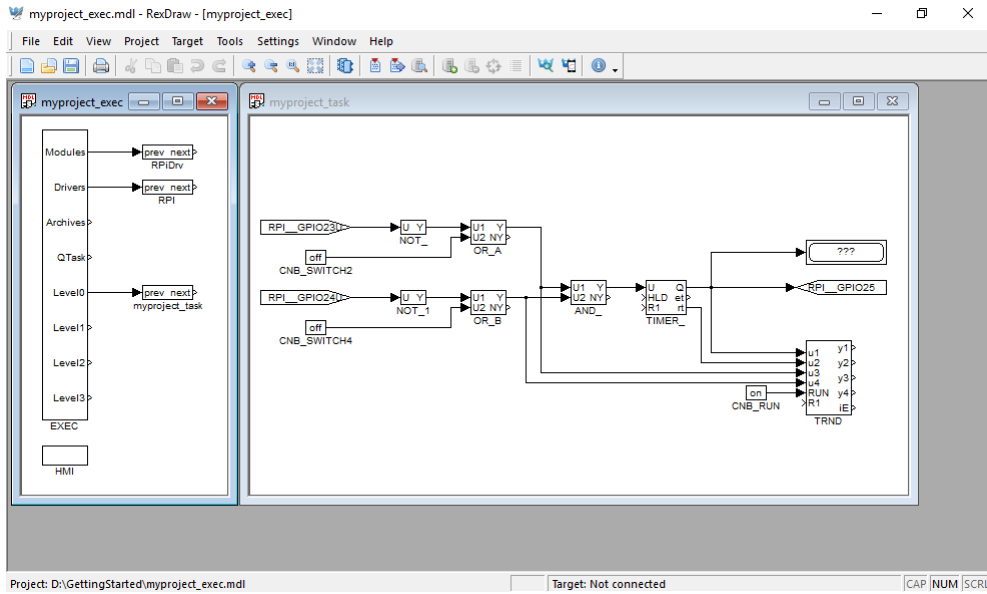 myproject_exec.mdl - RexDraw - [myproject_exec]
File Edit View Project Target Tools Settings Window Help
myproject_exec
Modules
prev next
RPiDrv
Drivers
prev next
RPI
Archives
QTask
Level0
prev next
myproject_task
Level1
Level2
Level3
EXEC
HMI
myproject_task
RPI__GPIO23U
U Y
NOT_
U1 Y
U2 NY
OR_A
off
CNB_SWITCH2
RPI__GPIO24U
U Y
NOT_1
U1 Y
U2 NY
OR_B
off
CNB_SWITCH4
U1 Y
U2 NY
AND_
U Q
HLD et
R1 rt
TIMER_
???
RPI__GPIO25
on
CNB_RUN
u1 y1
u2 y2
u3 y3
u4 y4
RUN
R1 iE
TRND
Project: D:\GettingStarted\myproject_exec.mdl
Target: Not connected
CAP NUM SCRL